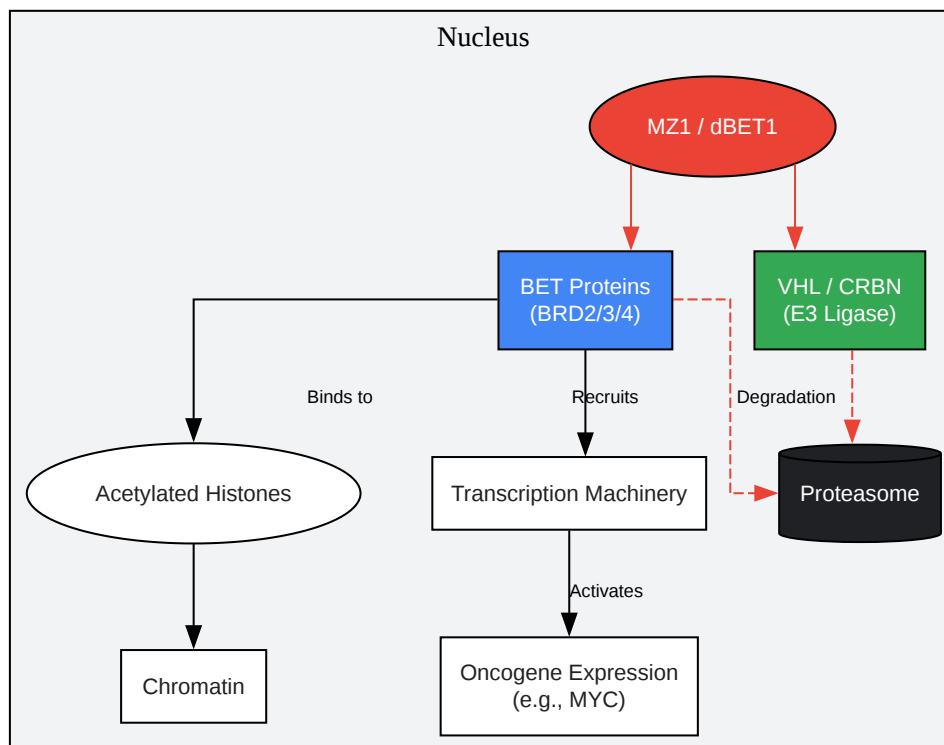 Nucleus
MZ1 / dBET1
BET Proteins
(BRD2/3/4)
VHL / CRBN
(E3 Ligase)
Binds to
Recruits
Degradation
Acetylated Histones
Transcription Machinery
Proteasome
Activates
Chromatin
Oncogene Expression
(e.g., MYC)